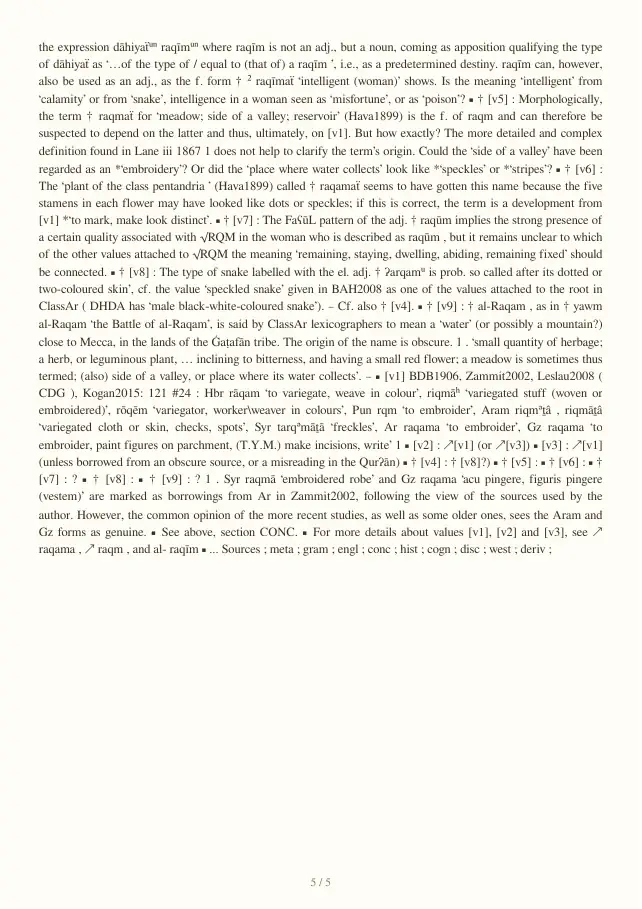 the expression dāhiyaẗᵘⁿ raqīmᵘⁿ where raqīm is not an adj., but a noun, coming as apposition qualifying the type
of dāhiyaẗ as ‘…of the type of / equal to (that of) a raqīm ’, i.e., as a predetermined destiny. raqīm can, however,
also be used as an adj., as the f. form † ² raqīmaẗ ‘intelligent (woman)’ shows. Is the meaning ‘intelligent’ from
‘calamity’ or from ‘snake’, intelligence in a woman seen as ‘misfortune’, or as ‘poison’? ▪ † [v5] : Morphologically,
the term † raqmaẗ for ‘meadow; side of a valley; reservoir’ (Hava1899) is the f. of raqm and can therefore be
suspected to depend on the latter and thus, ultimately, on [v1]. But how exactly? The more detailed and complex
definition found in Lane iii 1867 1 does not help to clarify the term’s origin. Could the ‘side of a valley’ have been
regarded as an *‘embroidery’? Or did the ‘place where water collects’ look like *‘speckles’ or *‘stripes’? ▪ † [v6] :
The ‘plant of the class pentandria ’ (Hava1899) called † raqamaẗ seems to have gotten this name because the five
stamens in each flower may have looked like dots or speckles; if this is correct, the term is a development from
[v1] *‘to mark, make look distinct’. ▪ † [v7] : The FaʕūL pattern of the adj. † raqūm implies the strong presence of
a certain quality associated with √RQM in the woman who is described as raqūm , but it remains unclear to which
of the other values attached to √RQM the meaning ‘remaining, staying, dwelling, abiding, remaining fixed’ should
be connected. ▪ † [v8] : The type of snake labelled with the el. adj. † ʔarqamᵘ is prob. so called after its dotted or
two-coloured skin’, cf. the value ‘speckled snake’ given in BAH2008 as one of the values attached to the root in
ClassAr ( DHDA has ‘male black-white-coloured snake’). – Cf. also † [v4]. ▪ † [v9] : † al-Raqam , as in † yawm
al-Raqam ‘the Battle of al-Raqam’, is said by ClassAr lexicographers to mean a ‘water’ (or possibly a mountain?)
close to Mecca, in the lands of the Ġaṭafān tribe. The origin of the name is obscure. 1 . ‘small quantity of herbage;
a herb, or leguminous plant, … inclining to bitterness, and having a small red flower; a meadow is sometimes thus
termed; (also) side of a valley, or place where its water collects’. – ▪ [v1] BDB1906, Zammit2002, Leslau2008 (
CDG ), Kogan2015: 121 #24 : Hbr rāqam ‘to variegate, weave in colour’, riqmāʰ ‘variegated stuff (woven or
embroidered)’, rōqēm ‘variegator, worker\weaver in colours’, Pun rqm ‘to embroider’, Aram riqmᵊṯâ , riqmāṯâ
‘variegated cloth or skin, checks, spots’, Syr tarqᵊmāṯâ ‘freckles’, Ar raqama ‘to embroider’, Gz raqama ‘to
embroider, paint figures on parchment, (T.Y.M.) make incisions, write’ 1 ▪ [v2] : ↗[v1] (or ↗[v3]) ▪ [v3] : ↗[v1]
(unless borrowed from an obscure source, or a misreading in the Qurʔān) ▪ † [v4] : † [v8]?) ▪ † [v5] : ▪ † [v6] : ▪ †
[v7] : ? ▪ † [v8] : ▪ † [v9] : ? 1 . Syr raqmā ‘embroidered robe’ and Gz raqama ‘acu pingere, figuris pingere
(vestem)’ are marked as borrowings from Ar in Zammit2002, following the view of the sources used by the
author. However, the common opinion of the more recent studies, as well as some older ones, sees the Aram and
Gz forms as genuine. ▪ See above, section CONC. ▪ For more details about values [v1], [v2] and [v3], see ↗
raqama , ↗ raqm , and al- raqīm ▪ ... Sources ; meta ; gram ; engl ; conc ; hist ; cogn ; disc ; west ; deriv ;
5 / 5